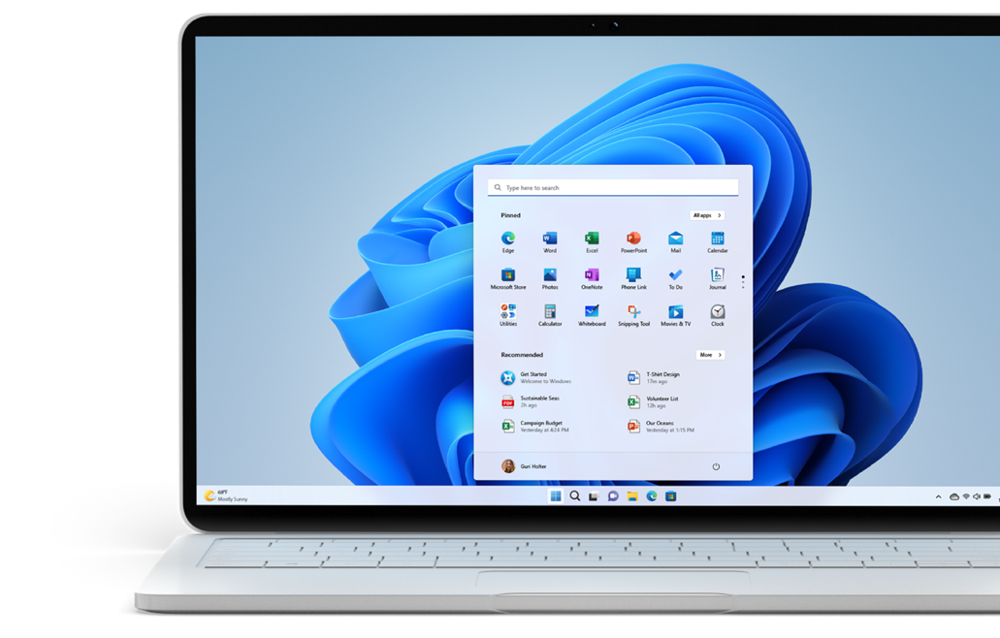 Type here to search
Pinned
All apps >
Edge
Word
Excel
PowerPoint
Mail
Calendar
Microsoft Store
Photos
OneNote
Phone Link
To Do
Journal
Utilities
Calculator
Whiteboard
Snipping Tool
Movies & TV
Clock
Recommended
More >
Get Started
Welcome to Windows
T-Shirt Design
17m ago
Sustainable Seas
2h ago
Volunteer List
12h ago
Campaign Budget
Yesterday at 4:24 PM
Our Oceans
Yesterday at 1:15 PM
Guri Holter
68°F
Mostly Sunny